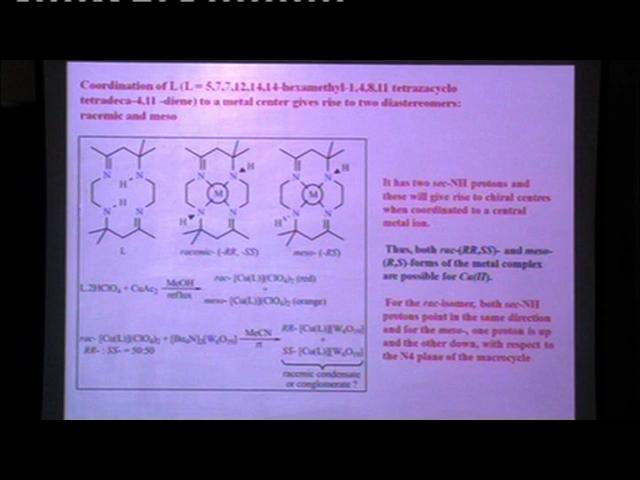 Coordination of L (L = 5,7,7,12,14,14-hexamethyl-1,4,8,11 tetrazacyclo
tetradeca-4,11 -diene) to a metal center gives rise to two diastereomers:
racemic and meso
N N H H N N
L
N N H M H N N
racemic- (-RR, -SS)
N N H M H N N
meso- (-RS)
L.2HClO₄ + CuAc₂ MeOH reflux
rac- [Cu(L)](ClO₄)₂ (red)
+
meso- [Cu(L)](ClO₄)₂ (orange)
rac- [Cu(L)](ClO₄)₂ + [Bu₄N]₂[W₆O₁₉] MeCN rt
RR- : SS- = 50:50
RR- [Cu(L)][W₆O₁₉]
+
SS- [Cu(L)][W₆O₁₉]
racemic condensate
or conglomerate ?
It has two sec-NH protons and
these will give rise to chiral centres
when coordinated to a central
metal ion.
Thus, both rac-(RR,SS)- and meso-
(R,S)-forms of the metal complex
are possible for Cu(II).
For the rac-isomer, both sec-NH
protons point in the same direction
and for the meso-, one proton is up
and the other down, with respect to
the N4 plane of the macrocycle